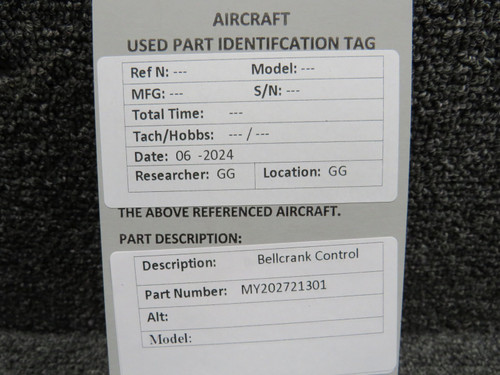 AIRCRAFT
USED PART IDENTIFCATION TAG
Ref N: --- Model: ---
MFG: --- S/N: ---
Total Time: ---
Tach/Hobbs: --- / ---
Date: 06 -2024
Researcher: GG Location: GG
THE ABOVE REFERENCED AIRCRAFT.
PART DESCRIPTION:
Description: Bellcrank Control
Part Number: MY202721301
Alt:
Model: